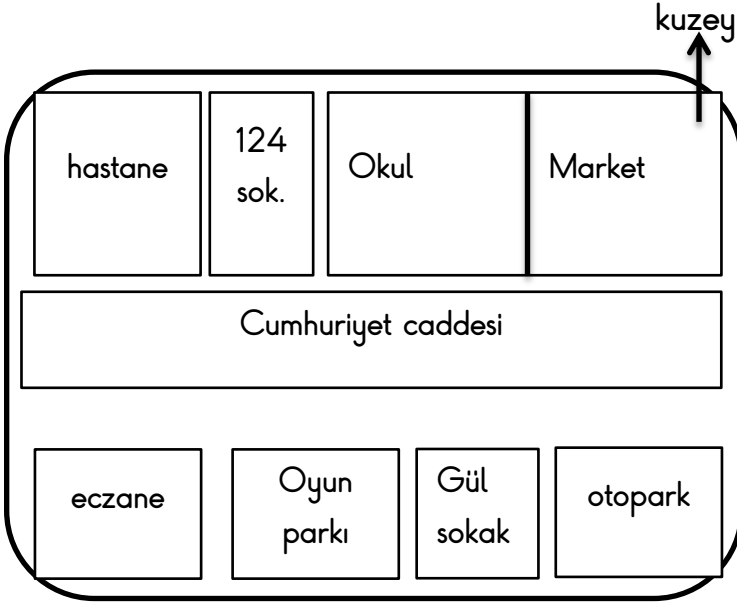 kuzey
hastane
124
sok.
Okul
Market
Cumhuriyet caddesi
eczane
Oyun
parkı
Gül
sokak
otopark